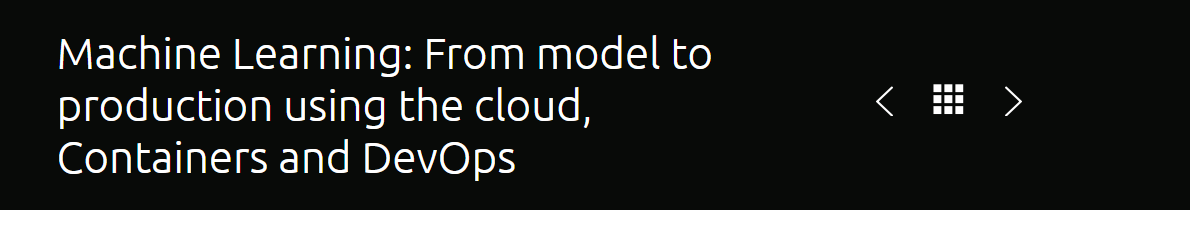 Machine Learning: From model to
production using the cloud,
Containers and DevOps